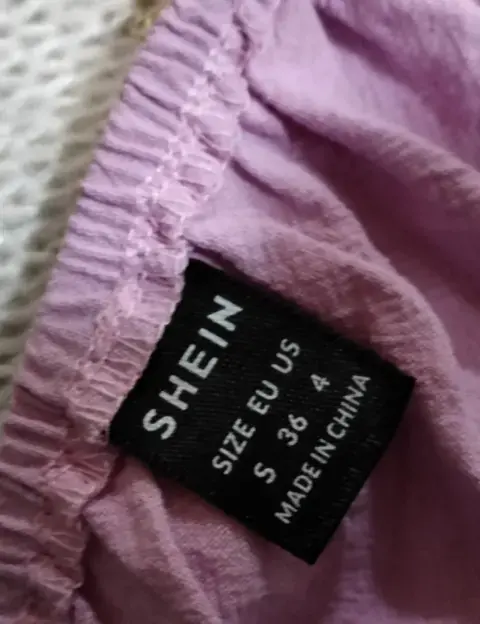 SHEIN
SIZE EU US
S 36 4
MADE IN CHINA